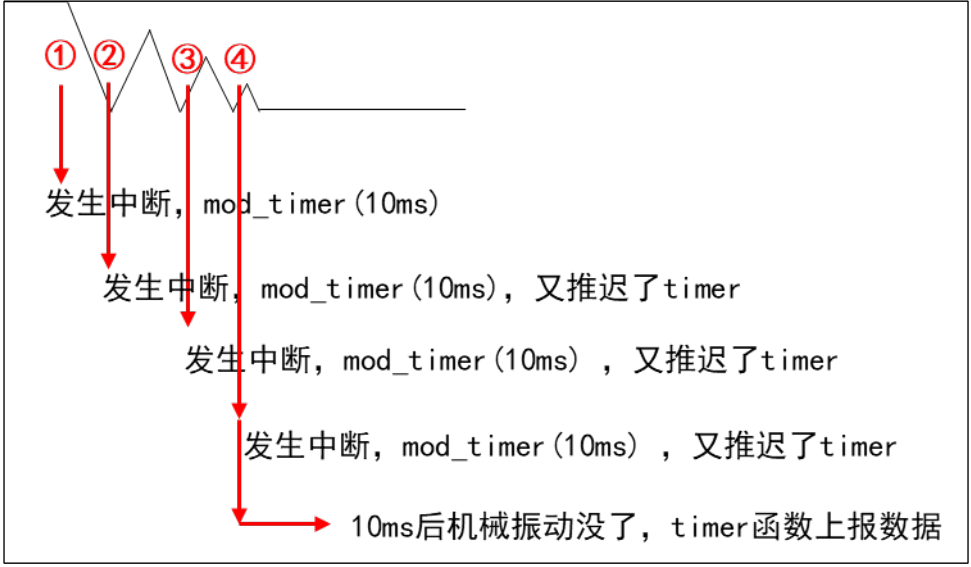 ① ② ③ ④
发生中断，mod_timer(10ms)
发生中断，mod_timer(10ms)，又推迟了timer
发生中断，mod_timer(10ms) ，又推迟了timer
发生中断，mod_timer(10ms) ，又推迟了timer
10ms后机械振动没了，timer函数上报数据